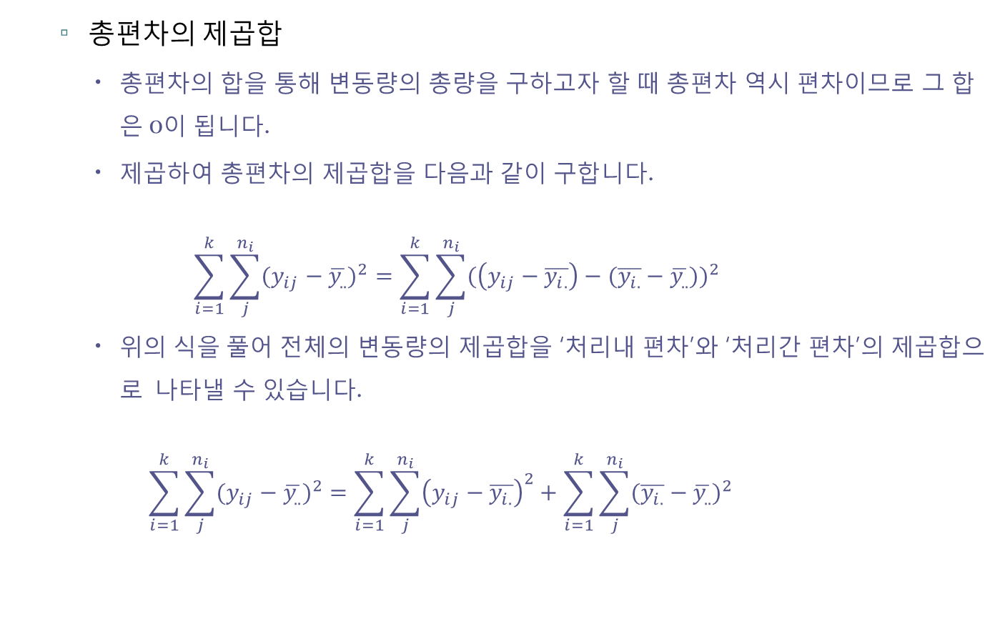 ▫ 총편차의 제곱합
• 총편차의 합을 통해 변동량의 총량을 구하고자 할 때 총편차 역시 편차이므로 그 합
은 0이 됩니다.
• 제곱하여 총편차의 제곱합을 다음과 같이 구합니다.
$$\sum_{i=1}^{k}\sum_{j}^{n_i}(y_{ij}-\overline{y}_{..})^2=\sum_{i=1}^{k}\sum_{j}^{n_i}((y_{ij}-\overline{y_{i.}})-(\overline{y_{i.}}-\overline{y}_{..}))^2$$
• 위의 식을 풀어 전체의 변동량의 제곱합을 ‘처리내 편차’와 ‘처리간 편차’의 제곱합으
로 나타낼 수 있습니다.
$$\sum_{i=1}^{k}\sum_{j}^{n_i}(y_{ij}-\overline{y}_{..})^2=\sum_{i=1}^{k}\sum_{j}^{n_i}(y_{ij}-\overline{y_{i.}})^2+\sum_{i=1}^{k}\sum_{j}^{n_i}(\overline{y_{i.}}-\overline{y}_{..})^2$$